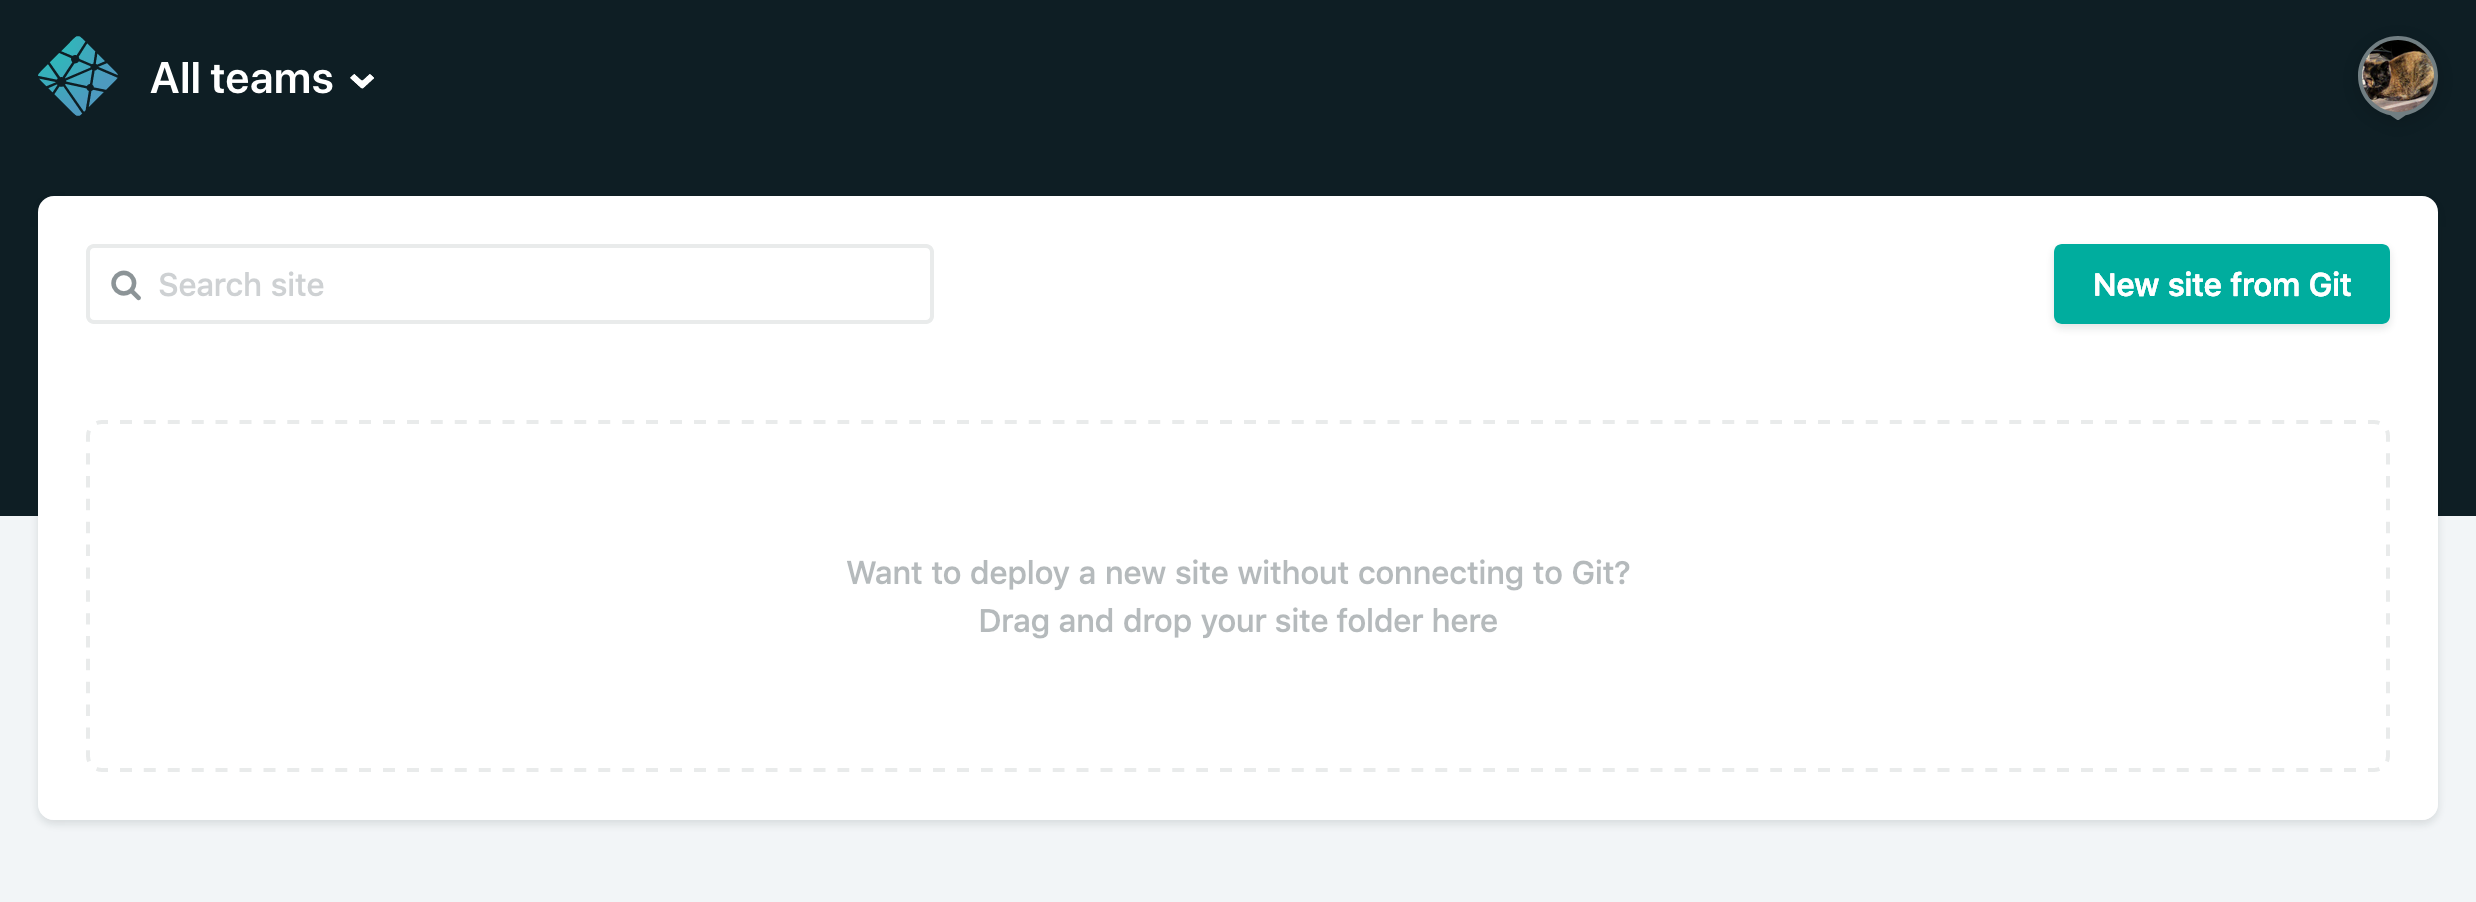 All teams
Search site
New site from Git
Want to deploy a new site without connecting to Git?
Drag and drop your site folder here